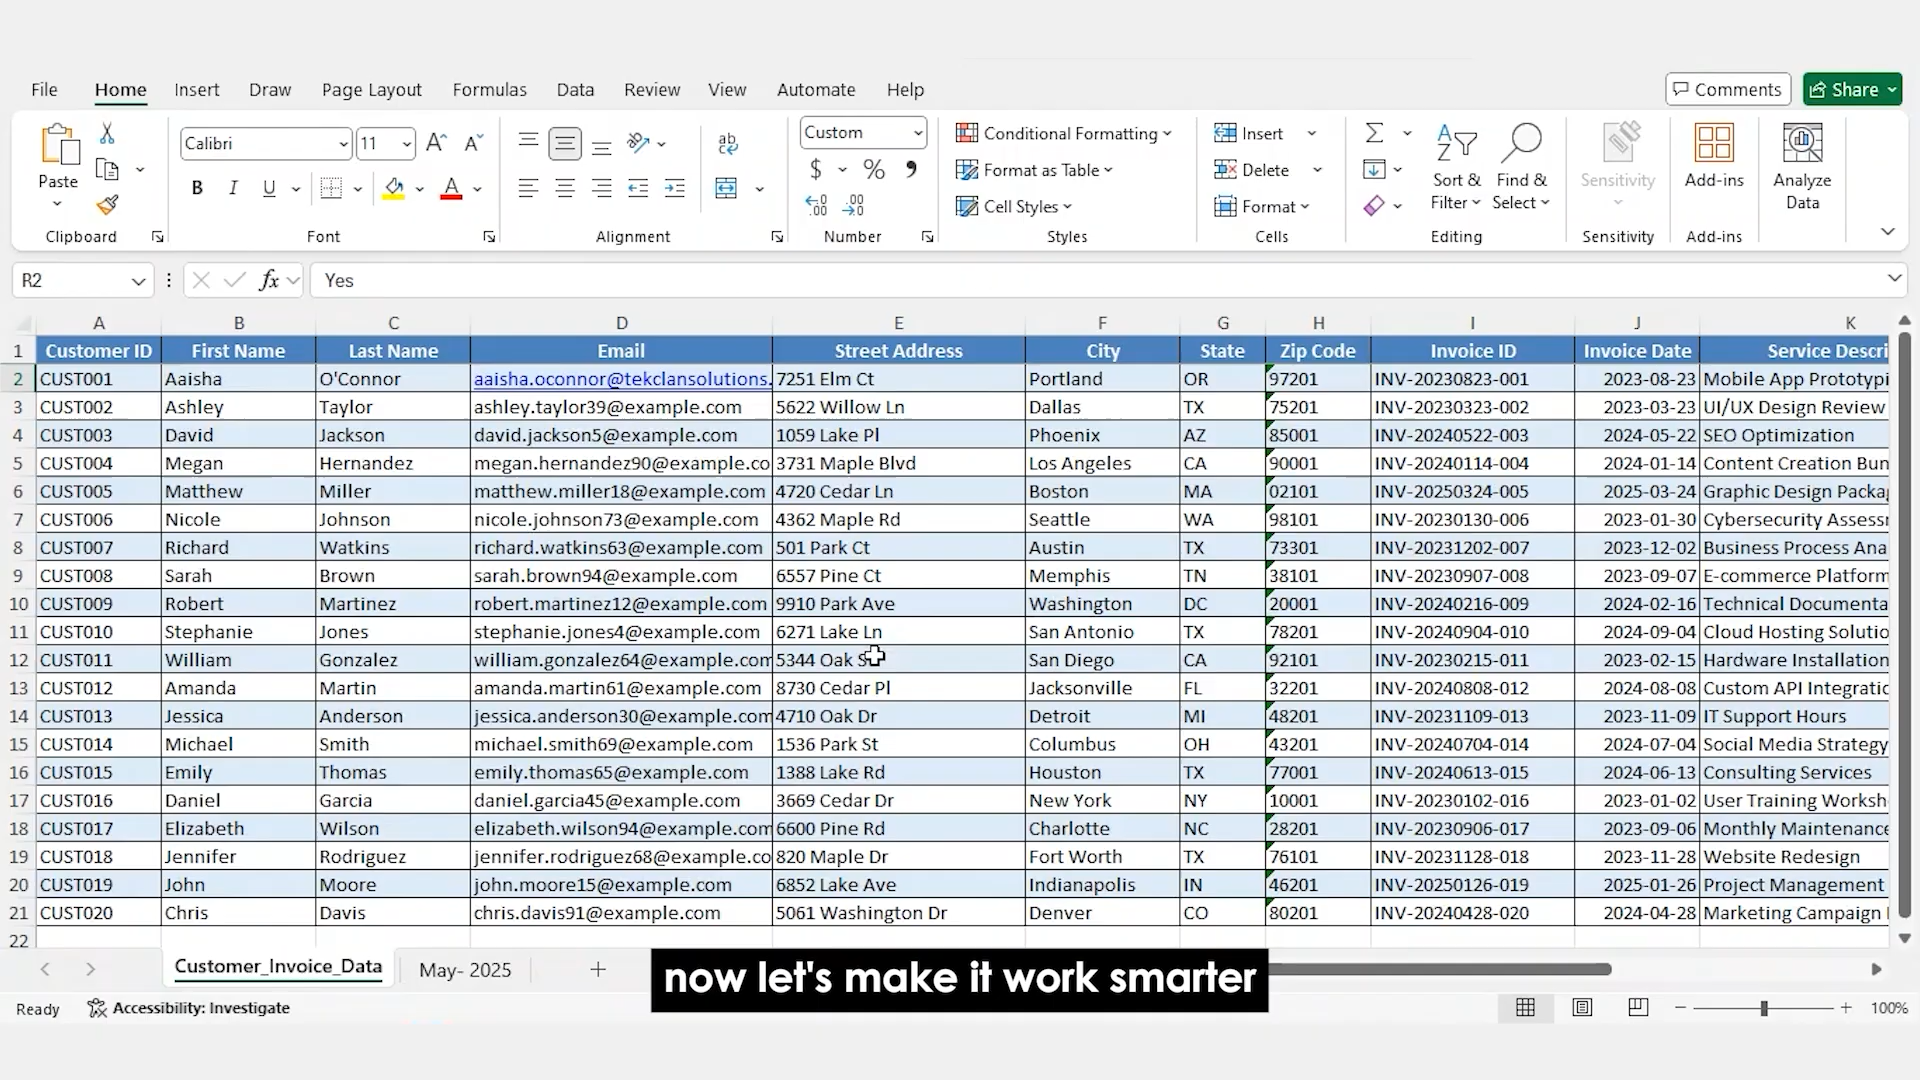 File Home Insert Draw Page Layout Formulas Data Review View Automate Help Comments Share
Calibri 11 Custom Conditional Formatting Insert
Paste $ % Format as Table Delete Sort & Filter Find & Select Sensitivity Add-ins Analyze Data
B I U Cell Styles Format
Clipboard Font Alignment Number Styles Cells Editing Sensitivity Add-ins
R2 fx Yes
A B C D E F G H I J K
1 Customer ID First Name Last Name Email Street Address City State Zip Code Invoice ID Invoice Date Service Descri
2 CUST001 Aaisha O'Connor aaisha.oconnor@tekclansolutions. 7251 Elm Ct Portland OR 97201 INV-20230823-001 2023-08-23 Mobile App Prototypi
3 CUST002 Ashley Taylor ashley.taylor39@example.com 5622 Willow Ln Dallas TX 75201 INV-20230323-002 2023-03-23 UI/UX Design Review
4 CUST003 David Jackson david.jackson5@example.com 1059 Lake Pl Phoenix AZ 85001 INV-20240522-003 2024-05-22 SEO Optimization
5 CUST004 Megan Hernandez megan.hernandez90@example.co 3731 Maple Blvd Los Angeles CA 90001 INV-20240114-004 2024-01-14 Content Creation Bun
6 CUST005 Matthew Miller matthew.miller18@example.com 4720 Cedar Ln Boston MA 02101 INV-20250324-005 2025-03-24 Graphic Design Packa
7 CUST006 Nicole Johnson nicole.johnson73@example.com 4362 Maple Rd Seattle WA 98101 INV-20230130-006 2023-01-30 Cybersecurity Assess
8 CUST007 Richard Watkins richard.watkins63@example.com 501 Park Ct Austin TX 73301 INV-20231202-007 2023-12-02 Business Process Ana
9 CUST008 Sarah Brown sarah.brown94@example.com 6557 Pine Ct Memphis TN 38101 INV-20230907-008 2023-09-07 E-commerce Platform
10 CUST009 Robert Martinez robert.martinez12@example.com 9910 Park Ave Washington DC 20001 INV-20240216-009 2024-02-16 Technical Documenta
11 CUST010 Stephanie Jones stephanie.jones4@example.com 6271 Lake Ln San Antonio TX 78201 INV-20240904-010 2024-09-04 Cloud Hosting Solutio
12 CUST011 William Gonzalez william.gonzalez64@example.com 5344 Oak San Diego CA 92101 INV-20230215-011 2023-02-15 Hardware Installation
13 CUST012 Amanda Martin amanda.martin61@example.com 8730 Cedar Pl Jacksonville FL 32201 INV-20240808-012 2024-08-08 Custom API Integratio
14 CUST013 Jessica Anderson jessica.anderson30@example.com 4710 Oak Dr Detroit MI 48201 INV-20231109-013 2023-11-09 IT Support Hours
15 CUST014 Michael Smith michael.smith69@example.com 1536 Park St Columbus OH 43201 INV-20240704-014 2024-07-04 Social Media Strategy
16 CUST015 Emily Thomas emily.thomas65@example.com 1388 Lake Rd Houston TX 77001 INV-20240613-015 2024-06-13 Consulting Services
17 CUST016 Daniel Garcia daniel.garcia45@example.com 3669 Cedar Dr New York NY 10001 INV-20230102-016 2023-01-02 User Training Worksh
18 CUST017 Elizabeth Wilson elizabeth.wilson94@example.com 6600 Pine Rd Charlotte NC 28201 INV-20230906-017 2023-09-06 Monthly Maintenance
19 CUST018 Jennifer Rodriguez jennifer.rodriguez68@example.co 820 Maple Dr Fort Worth TX 76101 INV-20231128-018 2023-11-28 Website Redesign
20 CUST019 John Moore john.moore15@example.com 6852 Lake Ave Indianapolis IN 46201 INV-20250126-019 2025-01-26 Project Management
21 CUST020 Chris Davis chris.davis91@example.com 5061 Washington Dr Denver CO 80201 INV-20240428-020 2024-04-28 Marketing Campaign
22
Customer_Invoice_Data May- 2025
now let's make it work smarter
Ready Accessibility: Investigate 100%